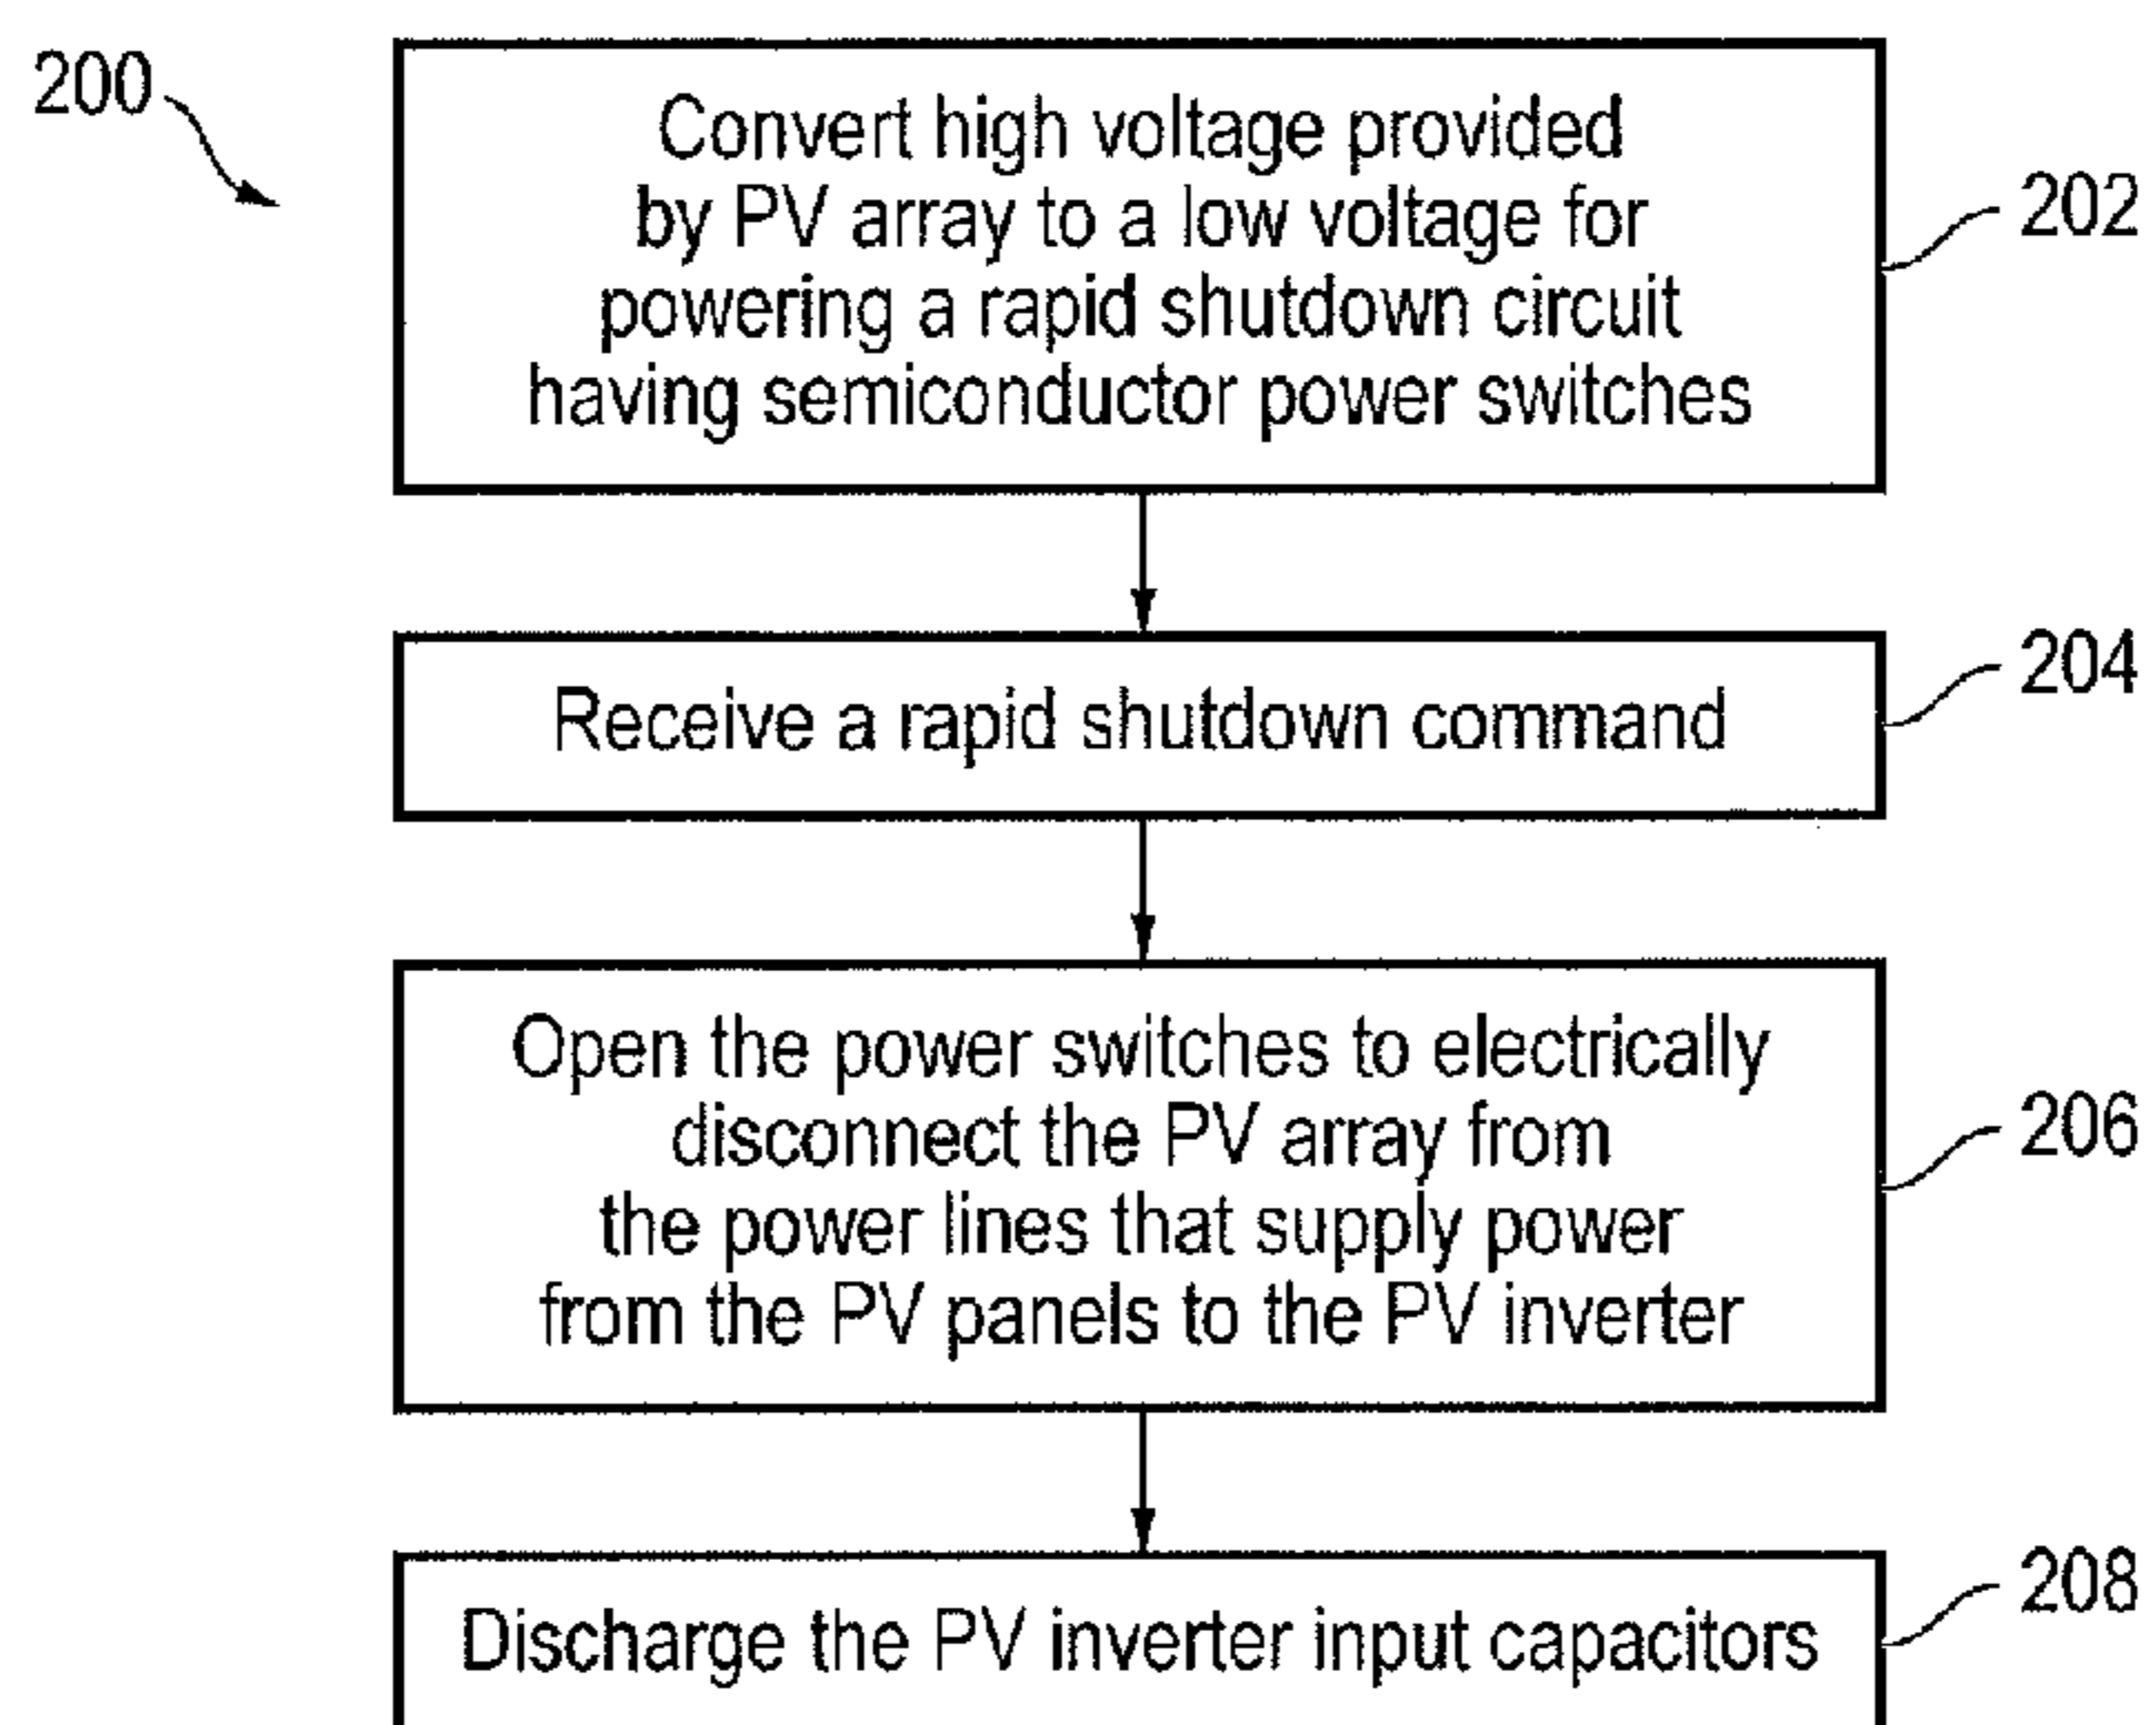 200
Convert high voltage provided
by PV array to a low voltage for
powering a rapid shutdown circuit
having semiconductor power switches
202
Receive a rapid shutdown command
204
Open the power switches to electrically
disconnect the PV array from
the power lines that supply power
from the PV panels to the PV inverter
206
Discharge the PV inverter input capacitors
208